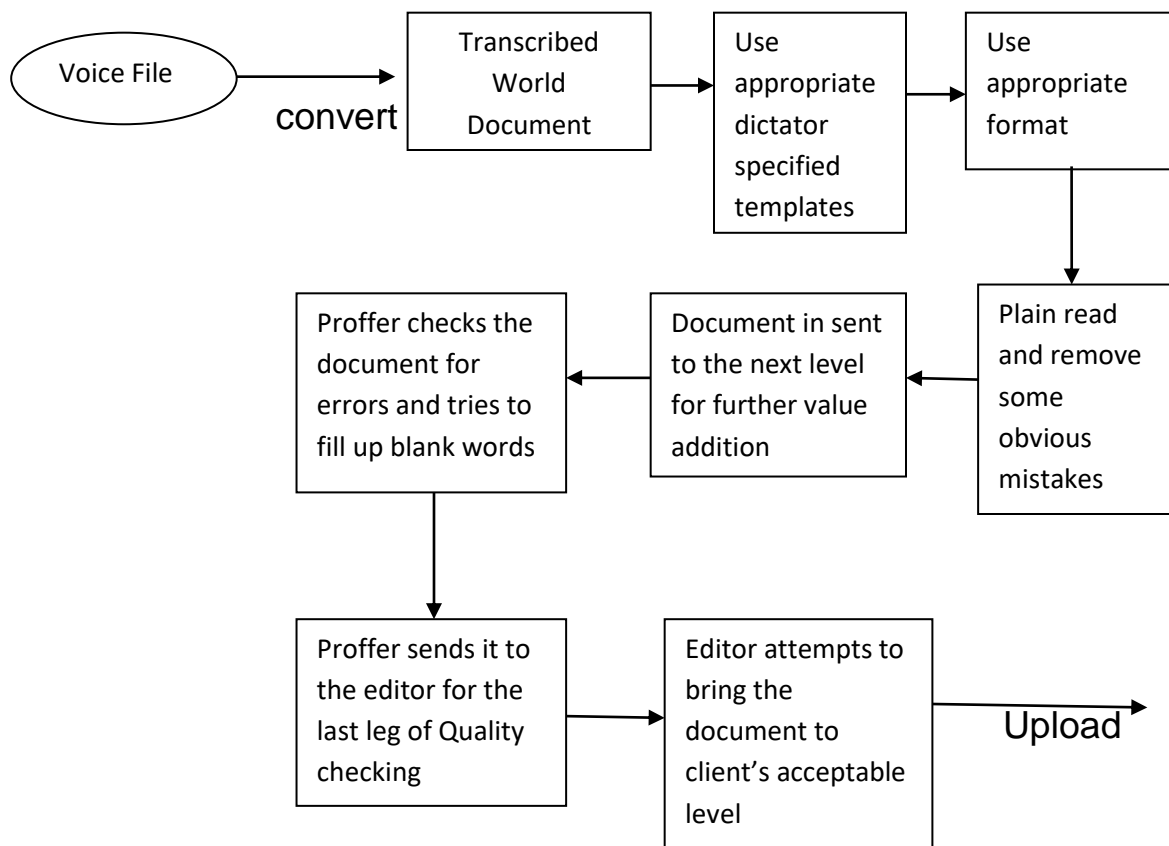 Voice File
convert
Transcribed
World
Document
Use
appropriate
dictator
specified
templates
Use
appropriate
format
Plain read
and remove
some
obvious
mistakes
Document in sent
to the next level
for further value
addition
Proffer checks the
document for
errors and tries to
fill up blank words
Proffer sends it to
the editor for the
last leg of Quality
checking
Editor attempts to
bring the
document to
client’s acceptable
level
Upload